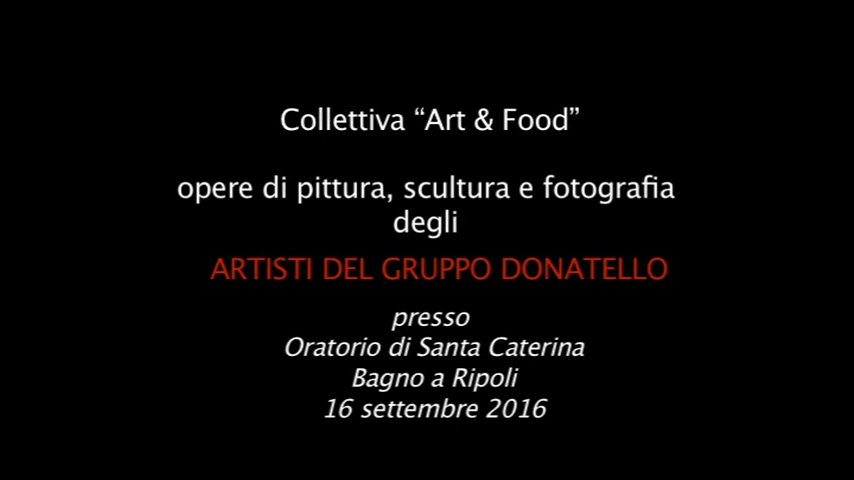 Collettiva “Art & Food”
opere di pittura, scultura e fotografia
degli
ARTISTI DEL GRUPPO DONATELLO
presso
Oratorio di Santa Caterina
Bagno a Ripoli
16 settembre 2016